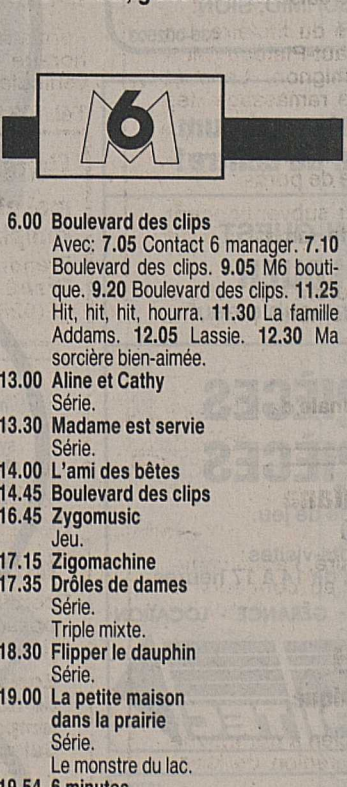 M6
6.00 Boulevard des clips
Avec: 7.05 Contact 6 manager. 7.10
Boulevard des clips. 9.05 M6 bouti-
que. 9.20 Boulevard des clips. 11.25
Hit, hit, hit, hourra. 11.30 La famille
Addams. 12.05 Lassie. 12.30 Ma
sorcière bien-aimée.
13.00 Aline et Cathy
Série.
13.30 Madame est servie
Série.
14.00 L'ami des bêtes
14.45 Boulevard des clips
16.45 Zygomusic
Jeu.
17.15 Zigomachine
17.35 Drôles de dames
Série.
Triple mixte.
18.30 Flipper le dauphin
Série.
19.00 La petite maison
dans la prairie
Série.
Le monstre du lac.
19.54 6 minutes